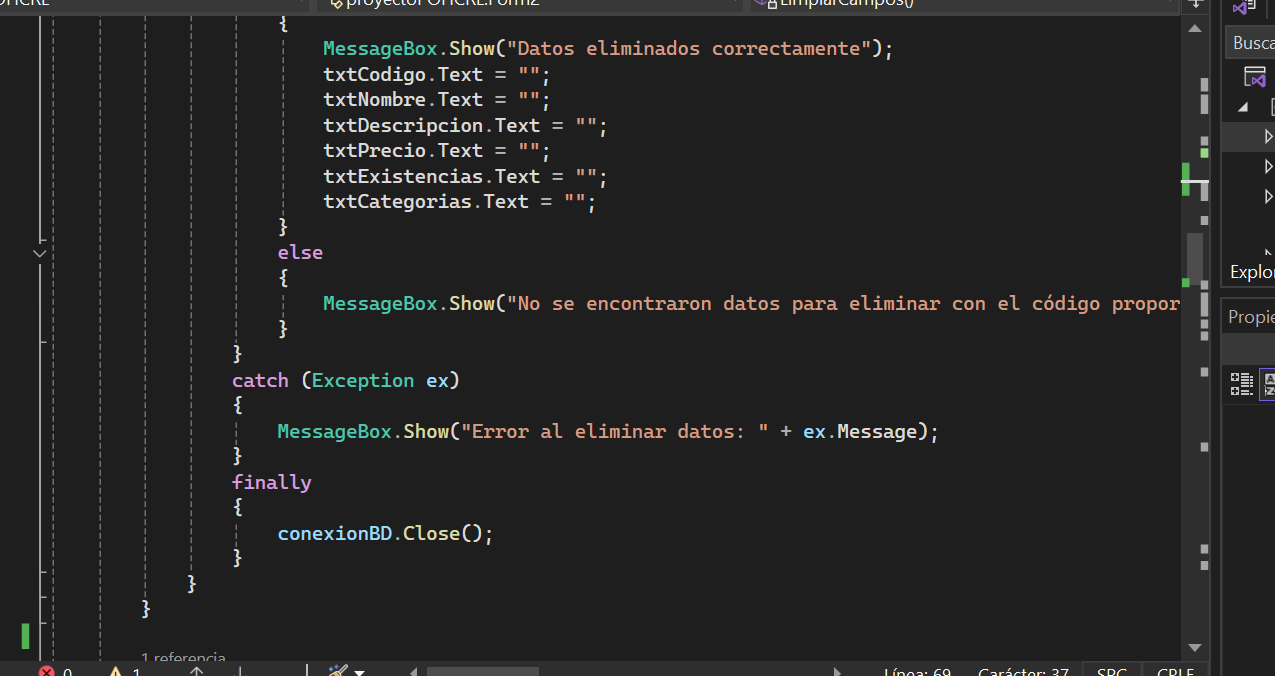 proyectoPOHCRE.Form2
LimpiarCampos()
{
MessageBox.Show("Datos eliminados correctamente");
txtCodigo.Text = "";
txtNombre.Text = "";
txtDescripcion.Text = "";
txtPrecio.Text = "";
txtExistencias.Text = "";
txtCategorias.Text = "";
}
else
{
MessageBox.Show("No se encontraron datos para eliminar con el código propor
}
}
catch (Exception ex)
{
MessageBox.Show("Error al eliminar datos: " + ex.Message);
}
finally
{
conexionBD.Close();
}
}
}
1 referencia
0 1 Línea: 69 Carácter: 37 SPC CRLF
Busca
Explo
Propie